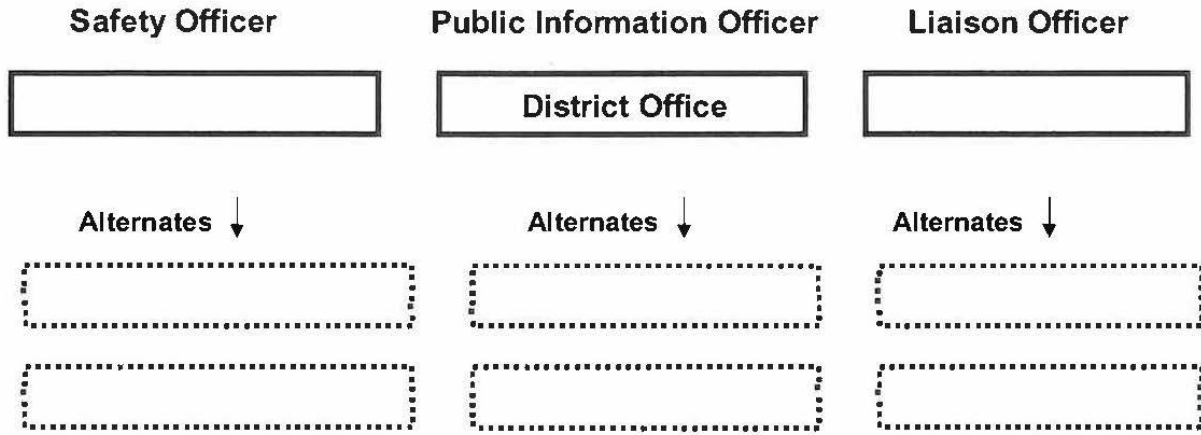 Safety Officer Public Information Officer Liaison Officer
District Office
Alternates Alternates Alternates